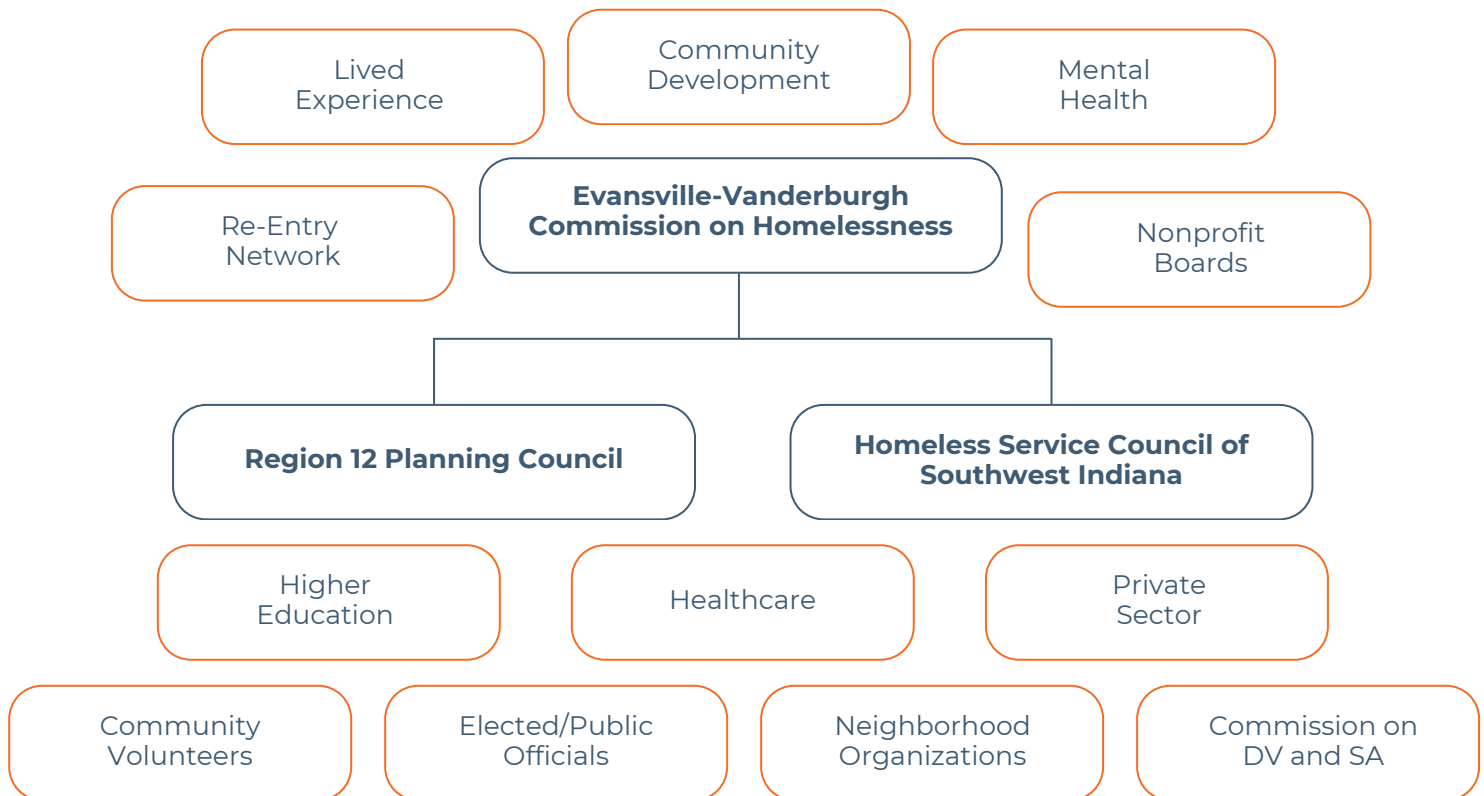 Lived
Experience
Community
Development
Mental
Health
Re-Entry
Network
Evansville-Vanderburgh
Commission on Homelessness
Nonprofit
Boards
Region 12 Planning Council
Homeless Service Council of
Southwest Indiana
Higher
Education
Healthcare
Private
Sector
Community
Volunteers
Elected/Public
Officials
Neighborhood
Organizations
Commission on
DV and SA